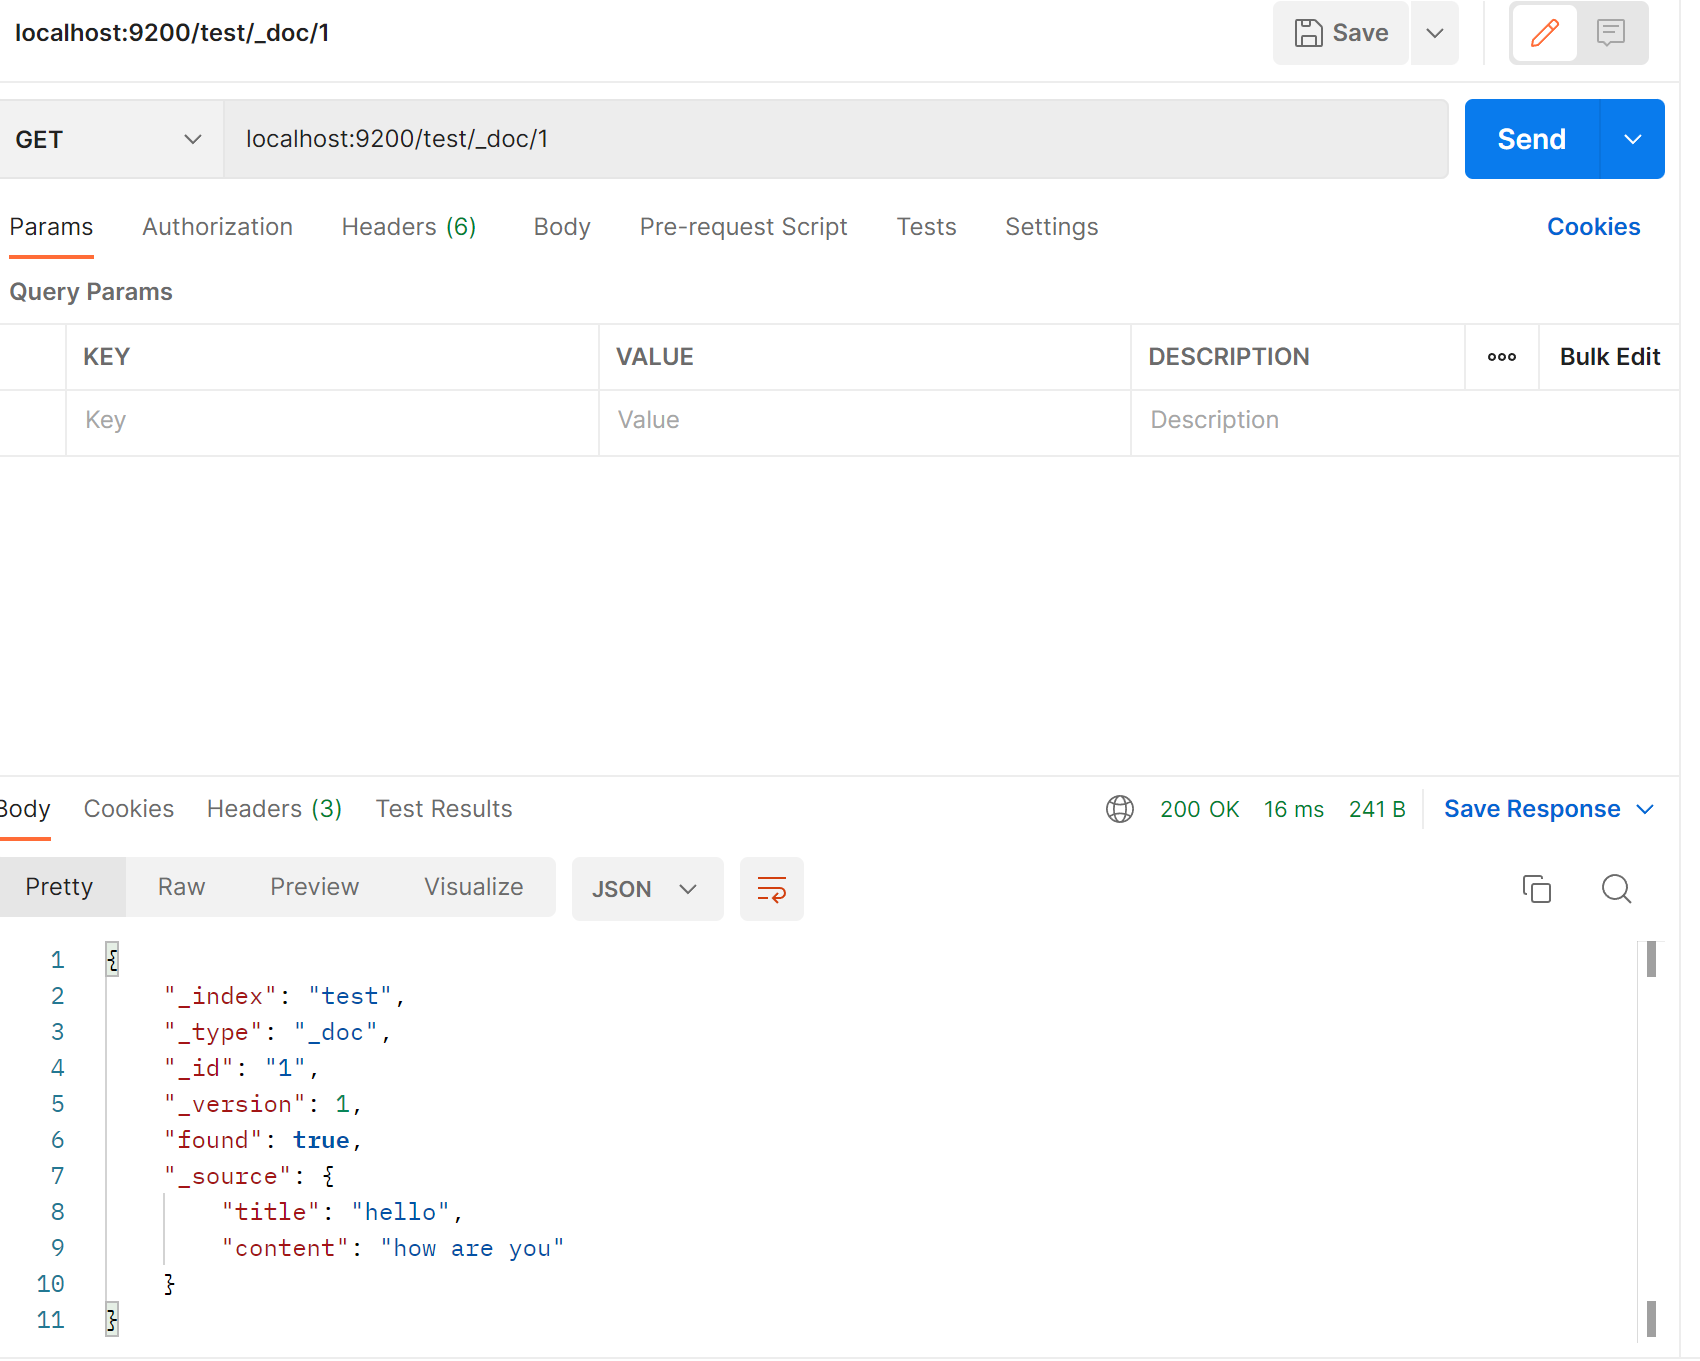 localhost:9200/test/_doc/1
Save
GET
localhost:9200/test/_doc/1
Send
Params Authorization Headers (6) Body Pre-request Script Tests Settings Cookies
Query Params
KEY VALUE DESCRIPTION ooo Bulk Edit
Key Value Description
Body Cookies Headers (3) Test Results 200 OK 16 ms 241 B Save Response
Pretty Raw Preview Visualize JSON
1 {
2 "_index": "test",
3 "_type": "_doc",
4 "_id": "1",
5 "_version": 1,
6 "found": true,
7 "_source": {
8 "title": "hello",
9 "content": "how are you"
10 }
11 }